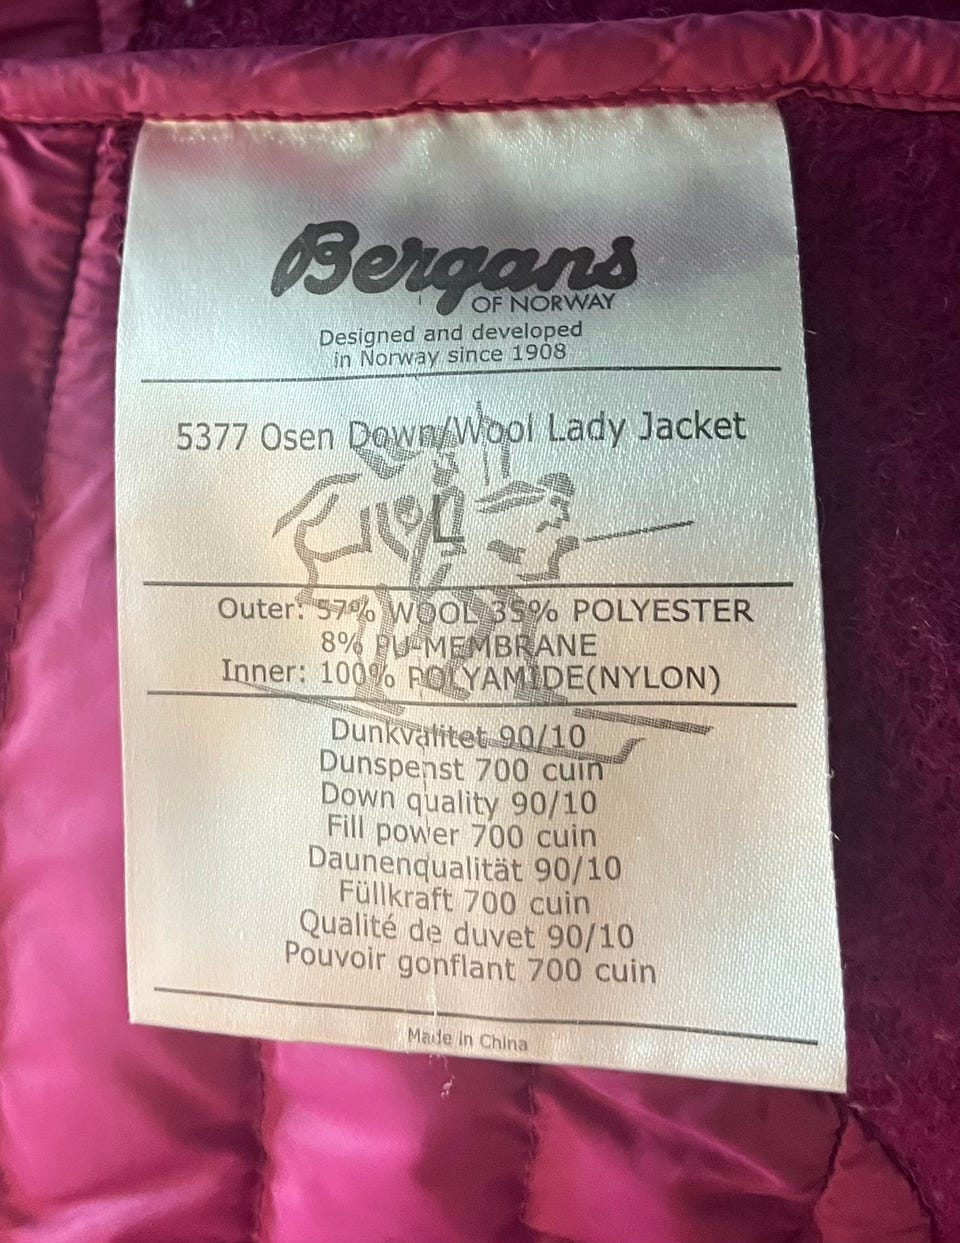 Bergans
OF NORWAY
Designed and developed
in Norway since 1908
5377 Osen Down/Wool Lady Jacket
Outer: 57% WOOL 35% POLYESTER
8% PU-MEMBRANE
Inner: 100% POLYAMIDE(NYLON)
Dunkvalitet 90/10
Dunspenst 700 cuin
Down quality 90/10
Fill power 700 cuin
Daunenqualität 90/10
Füllkraft 700 cuin
Qualité de duvet 90/10
Pouvoir gonflant 700 cuin
Made in China